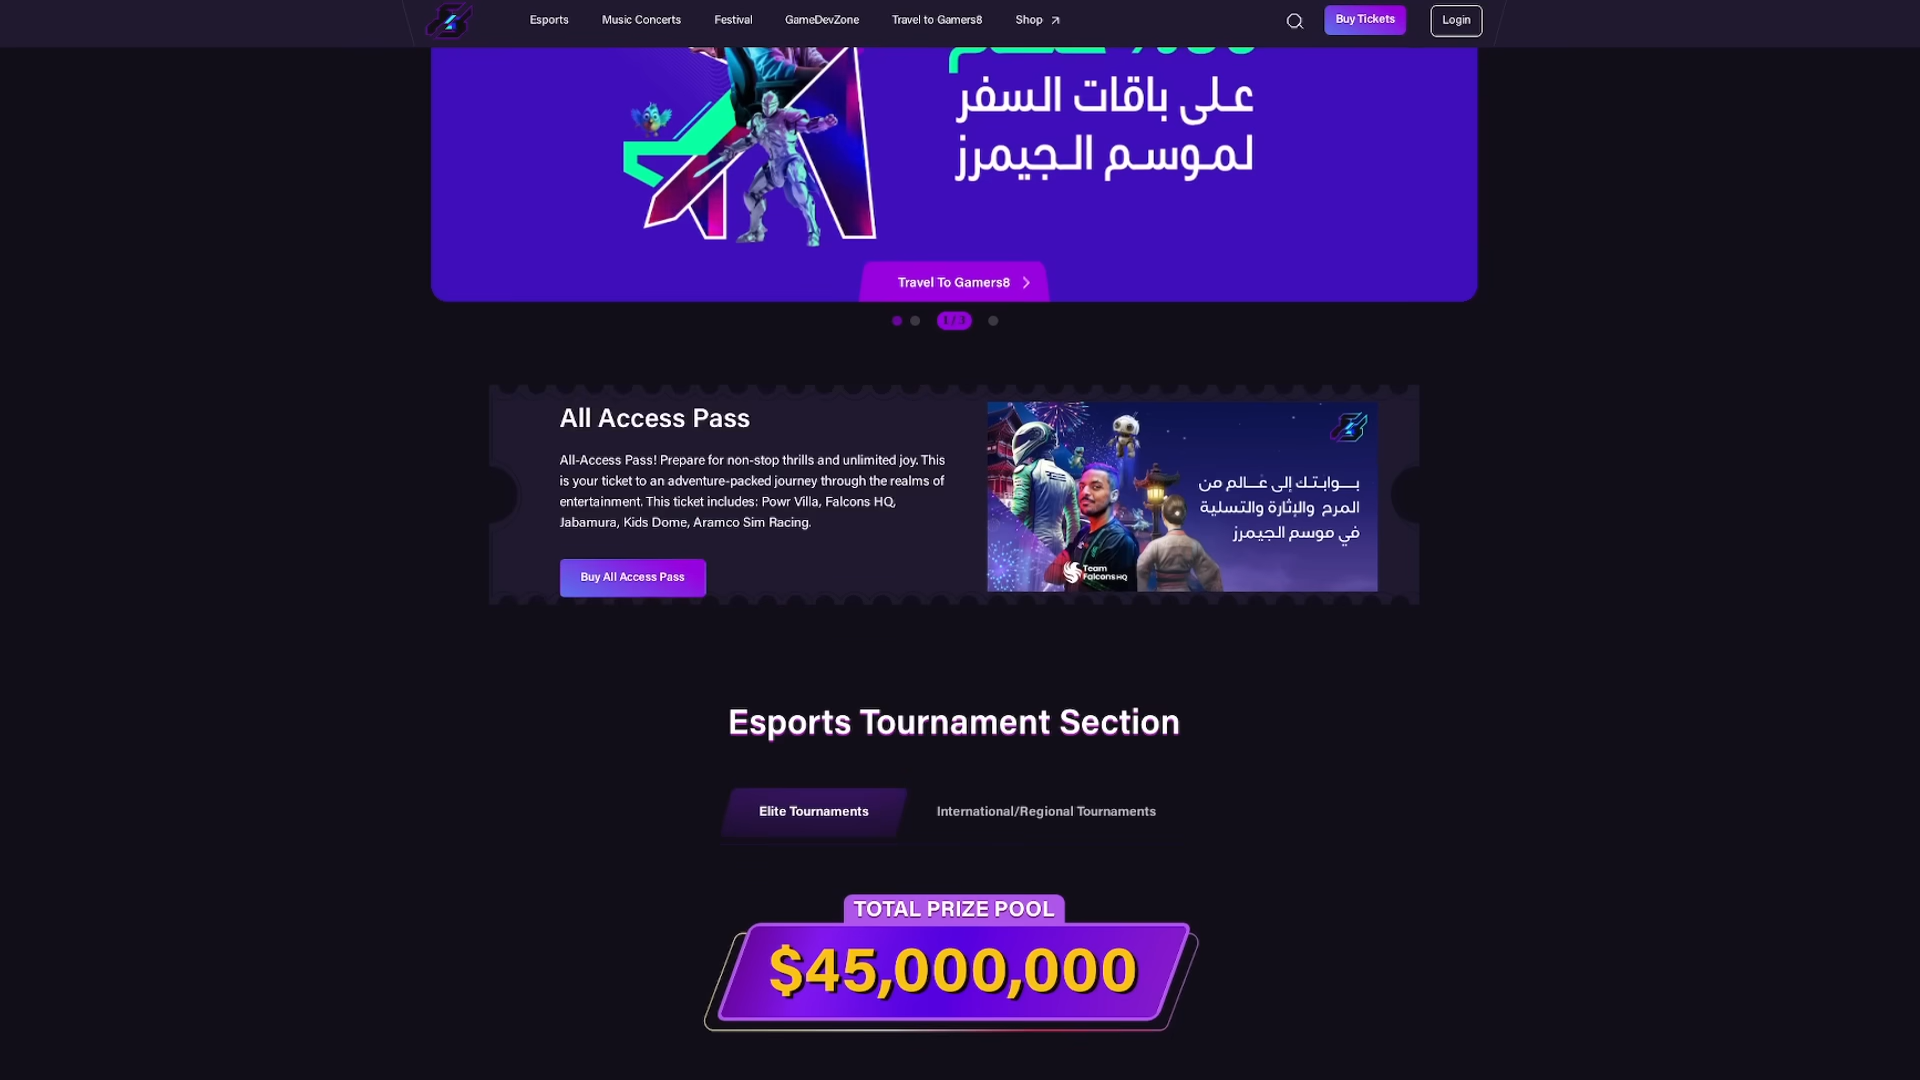 Esports
Music Concerts
Festival
GameDevZone
Travel to Gamers8
Shop
Buy Tickets
Login
على باقات السفر
لموسم الجيمرز
Travel To Gamers8
1 / 3
All Access Pass
All-Access Pass! Prepare for non-stop thrills and unlimited joy. This
is your ticket to an adventure-packed journey through the realms of
entertainment. This ticket includes: Powr Villa, Falcons HQ,
Jabamura, Kids Dome, Aramco Sim Racing.
Buy All Access Pass
بـــوابـتـك إلى عـــالم من
المرح والإثارة والتسلية
في موسم الجيمرز
Team
Falcons HQ
Esports Tournament Section
Elite Tournaments
International/Regional Tournaments
TOTAL PRIZE POOL
$45,000,000